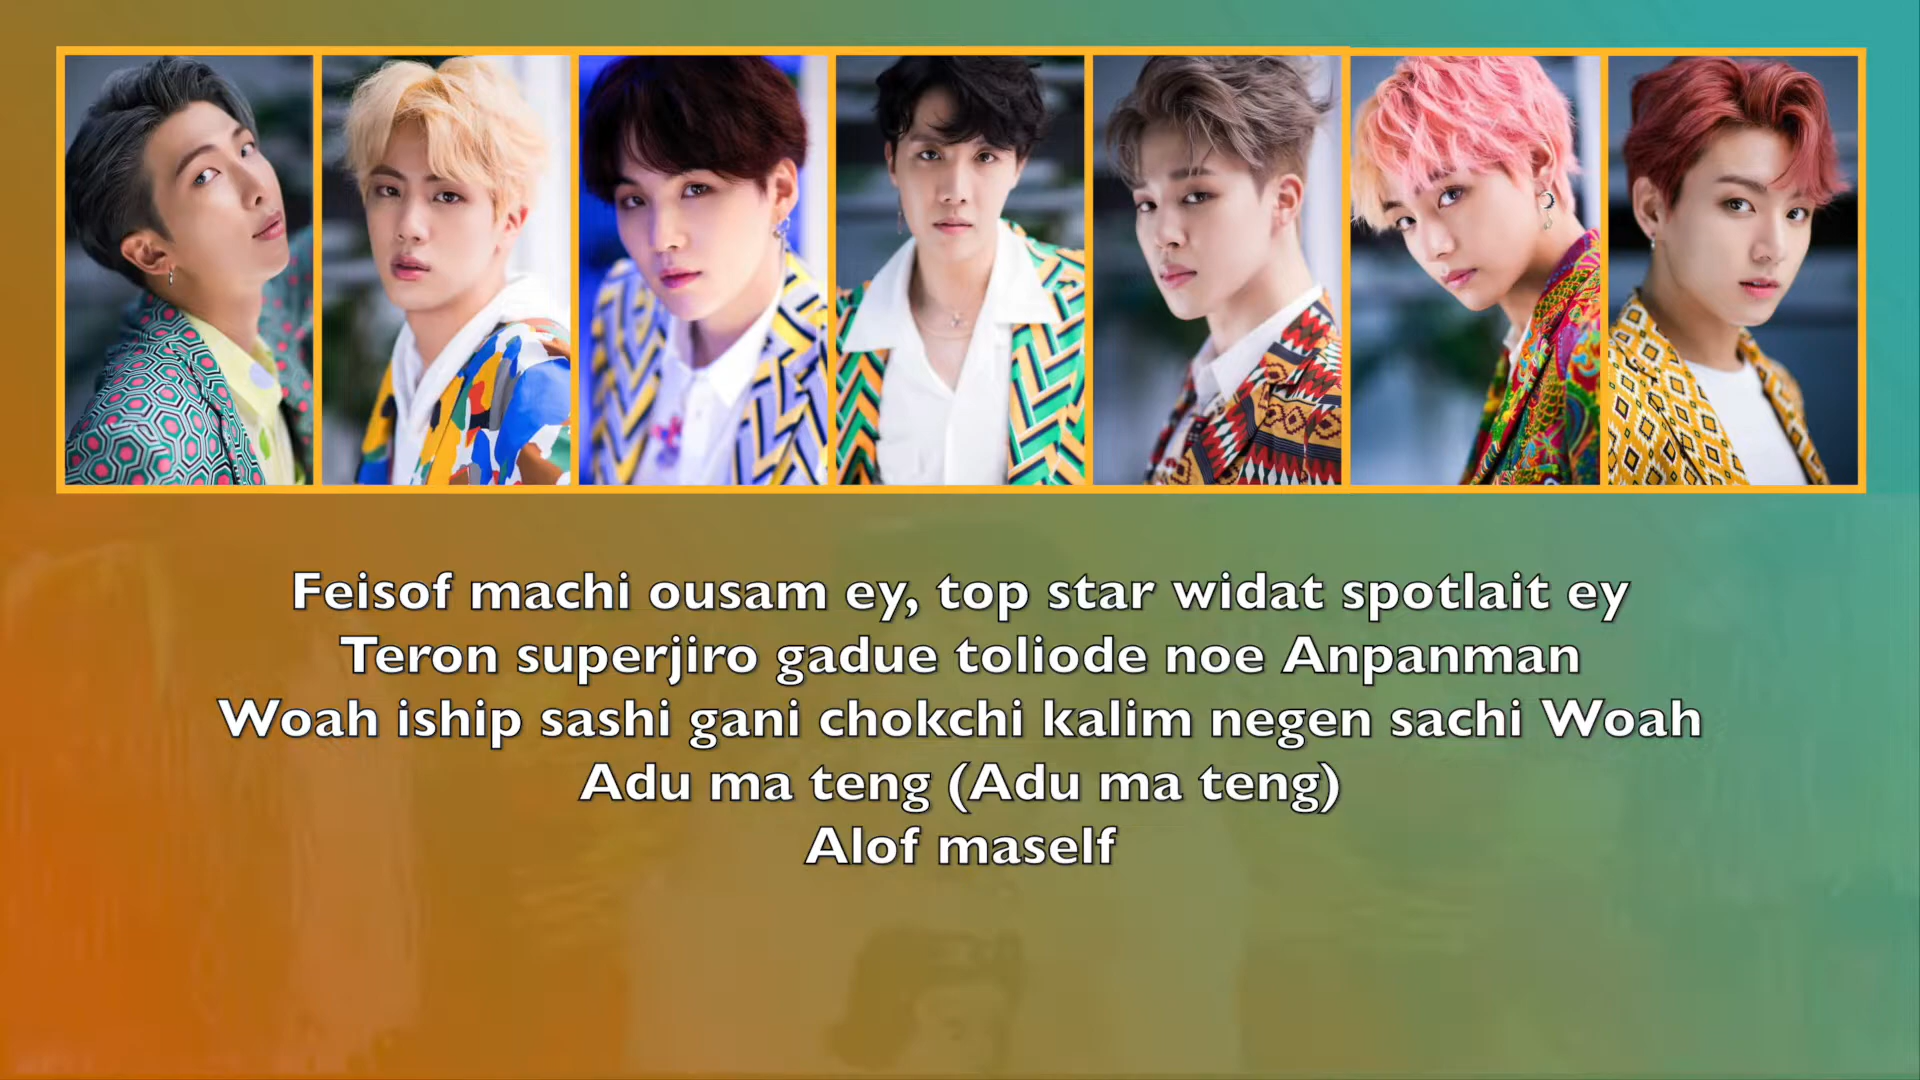 Feisof machi ousam ey, top star widat spotlait ey
Teron superjiro gadue toliode noe Anpanman
Woah iship sashi gani chokchi kalim negen sachi Woah
Adu ma teng (Adu ma teng)
Alof maself